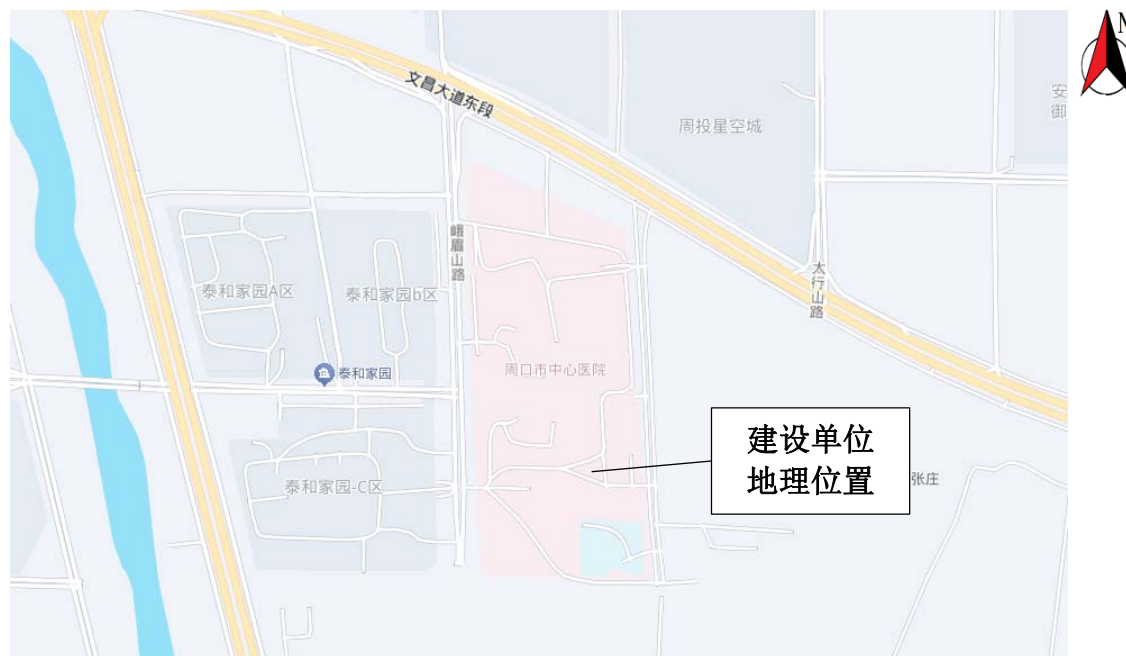 文昌大道东段
周投星空城
安
御
峨眉山路
太行山路
泰和家园A区
泰和家园b区
泰和家园
周口市中心医院
建设单位
地理位置
张庄
泰和家园-C区